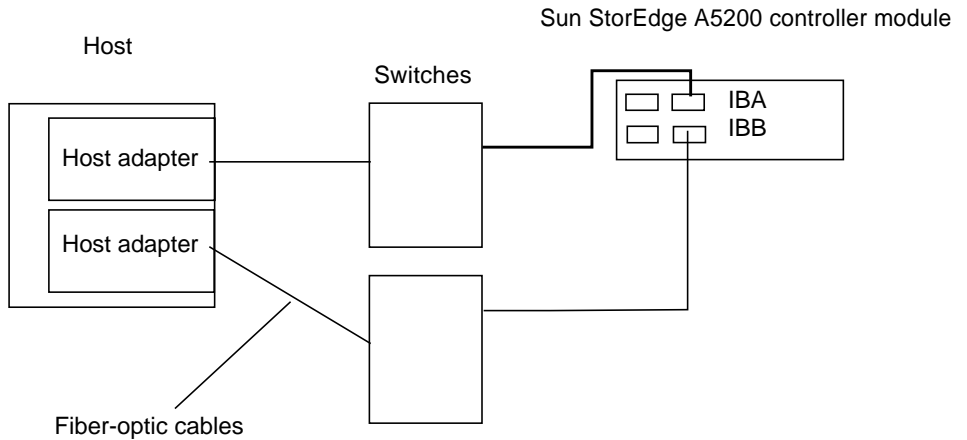 Sun StorEdge A5200 controller module
Host
Switches
IBA
IBB
Host adapter
Host adapter
Fiber-optic cables